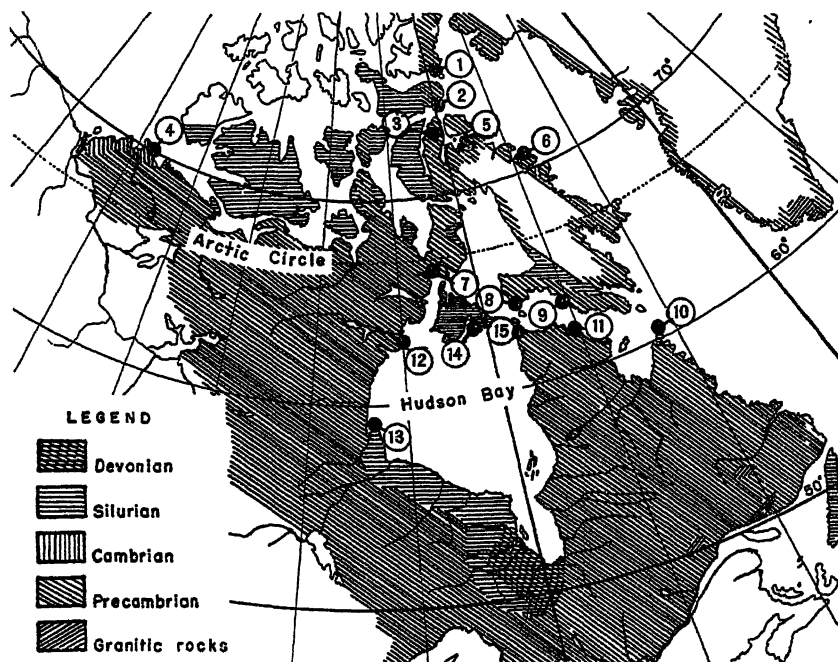 1
2
3
4
5
6
70°
Arctic Circle
60°
7
8
9
10
11
12
14
15
Hudson Bay
13
LEGEND
Devonian
Silurian
Cambrian
Precambrian
Granitic rocks
50°